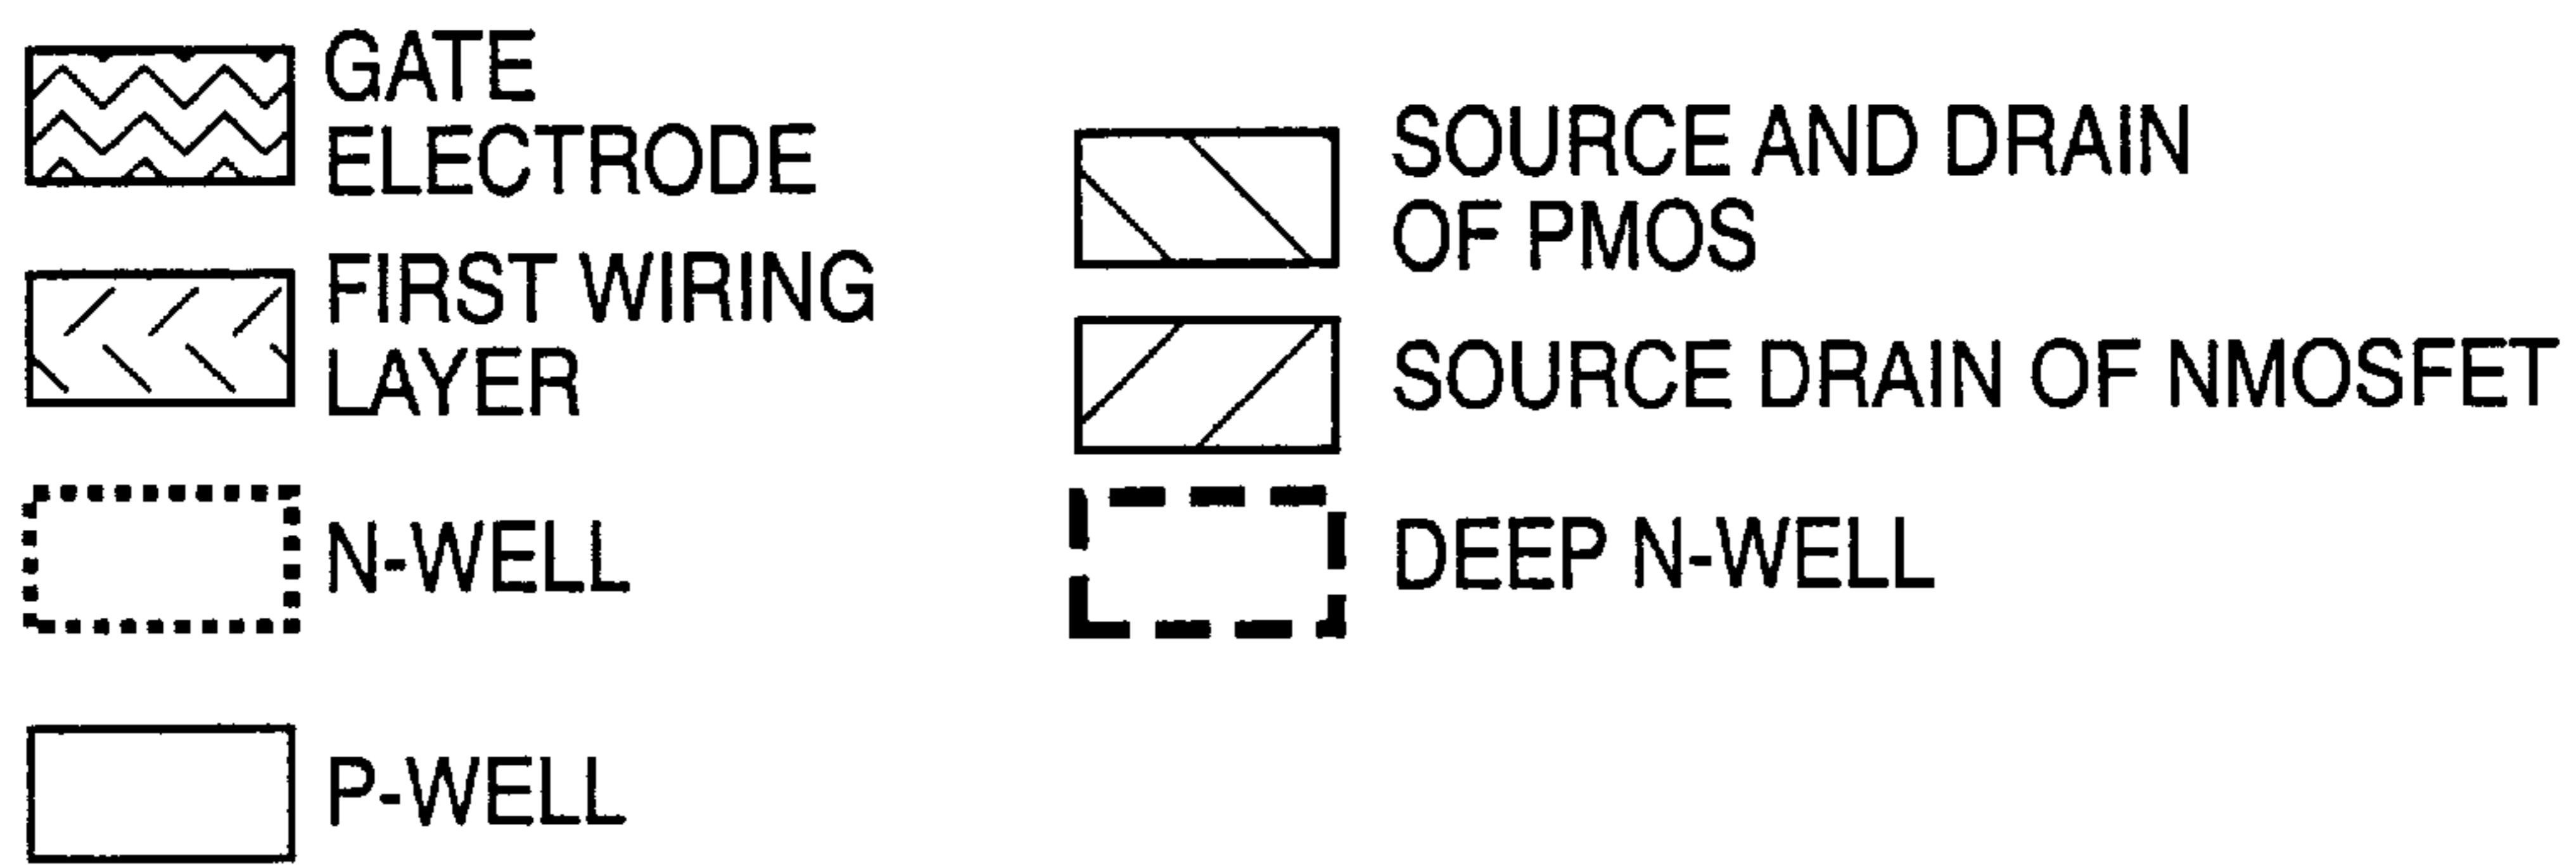 GATE
ELECTRODE
FIRST WIRING
LAYER
N-WELL
P-WELL
SOURCE AND DRAIN
OF PMOS
SOURCE DRAIN OF NMOSFET
DEEP N-WELL